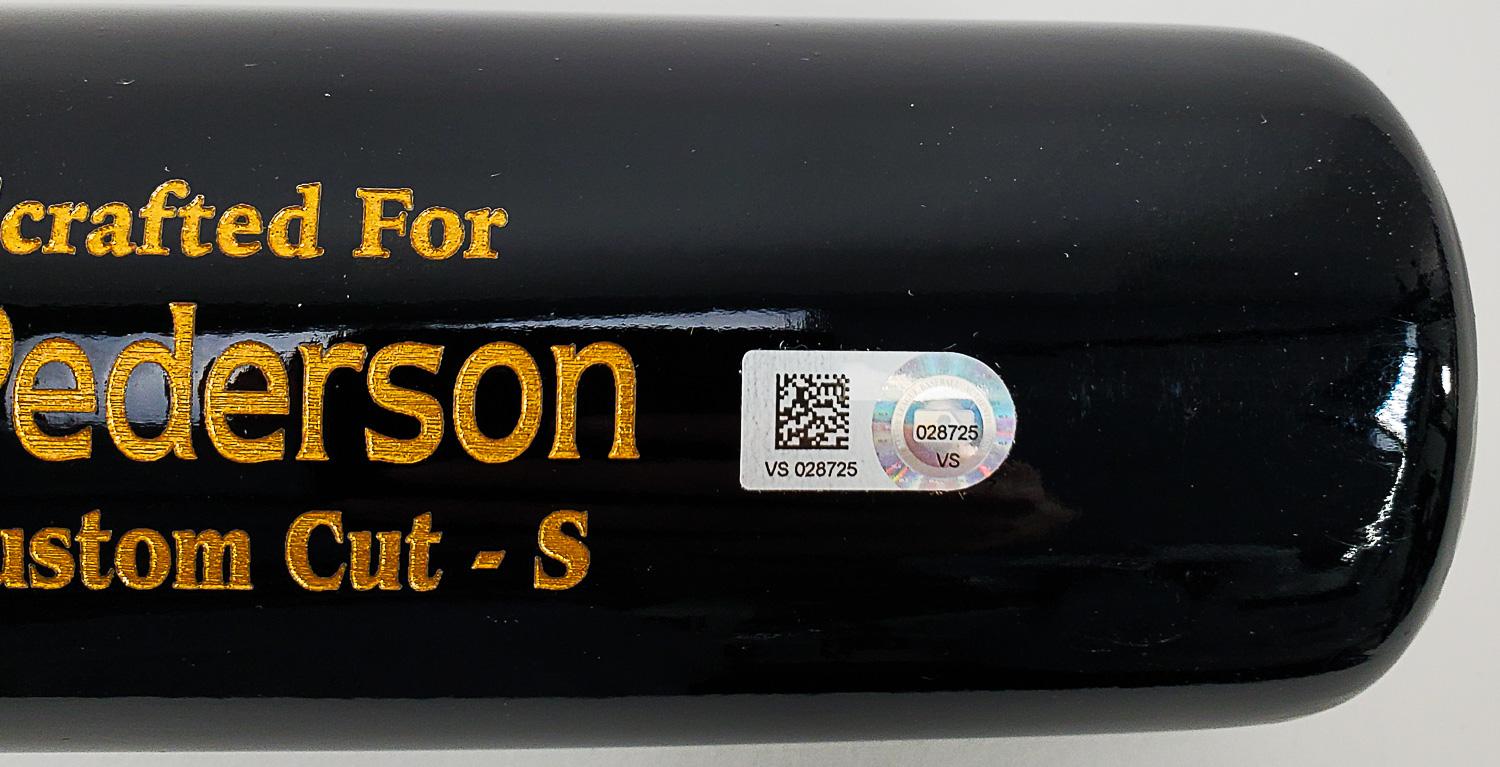 crafted For
Pederson
ustom Cut - S
VS 028725
028725
VS